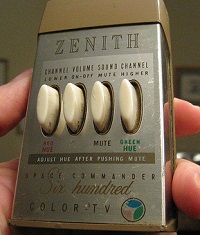 ZENITH
CHANNEL VOLUME SOUND CHANNEL
LOWER ON-OFF MUTE HIGHER
RED MUTE GREEN
HUE HUE
ADJUST HUE AFTER PUSHING MUTE
SPACE COMMANDER
Six hundred
COLOR TV